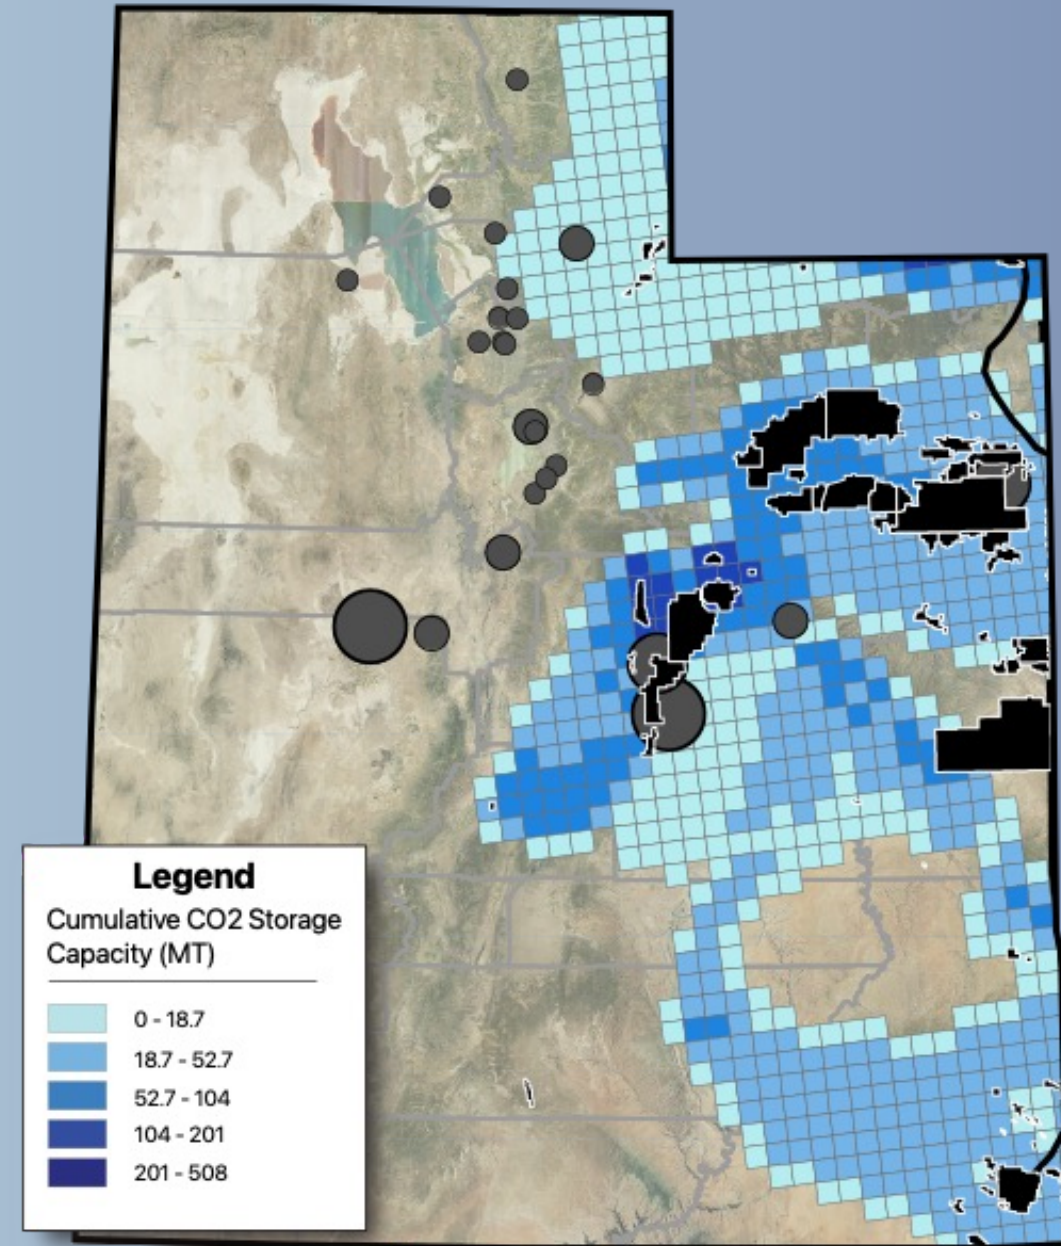 Legend
Cumulative CO2 Storage
Capacity (MT)
0 - 18.7
18.7 - 52.7
52.7 - 104
104 - 201
201 - 508